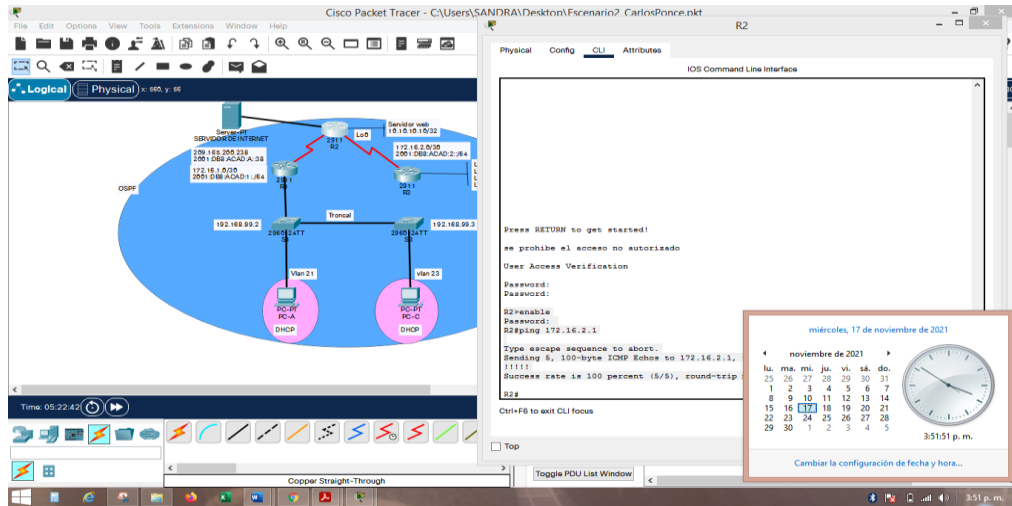 Cisco Packet Tracer - C:\Users\SANDRA\Desktop\Escenario2_CarlosPonce.pkt
File Edit Options View Tools Extensions Window Help
Logical Physical x: 660, y: 66
Server-PT
SERVIDOR DE INTERNET
2911
R2
Lo0
Servidor web
10.10.10.10/32
209.165.200.238
2001:DB8:ACAD:A::38
172.16.1.0/30
2001:DB8:ACAD:1::/64
172.16.2.0/30
2001:DB8:ACAD:2::/64
2911
2911
R3
OSPF
192.168.99.2
Troncal
192.168.99.3
Vlan 21
vlan 23
PC-PT
PC-A
DHCP
PC-PT
PC-C
DHCP
Time: 05:22:42
Copper Straight-Through
R2
Physical Config CLI Attributes
IOS Command Line Interface
Press RETURN to get started!
se prohibe el acceso no autorizado
User Access Verification
Password:
Password:
R2>enable
Password:
R2#ping 172.16.2.1
Type escape sequence to abort.
Sending 5, 100-byte ICMP Echos to 172.16.2.1,
!!!!!
Success rate is 100 percent (5/5), round-trip
R2#
Ctrl+F6 to exit CLI focus
Top
Toggle PDU List Window
miércoles, 17 de noviembre de 2021
noviembre de 2021
lu. ma. mi. ju. vi. sá. do.
25 26 27 28 29 30 31
1 2 3 4 5 6 7
8 9 10 11 12 13 14
15 16 17 18 19 20 21
22 23 24 25 26 27 28
29 30 1 2 3 4 5
3:51:51 p. m.
Cambiar la configuración de fecha y hora...
3:51 p. m.